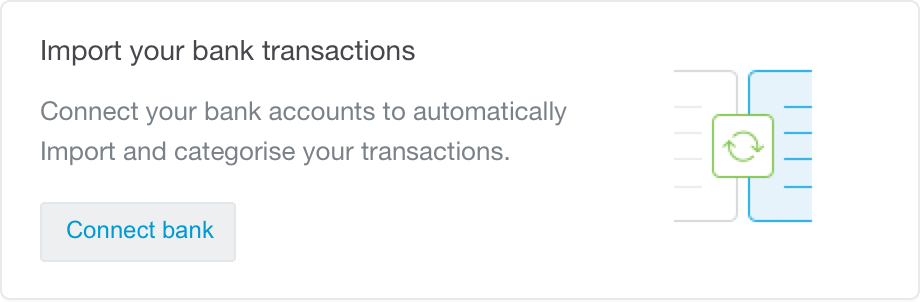 Import your bank transactions
Connect your bank accounts to automatically
Import and categorise your transactions.
Connect bank